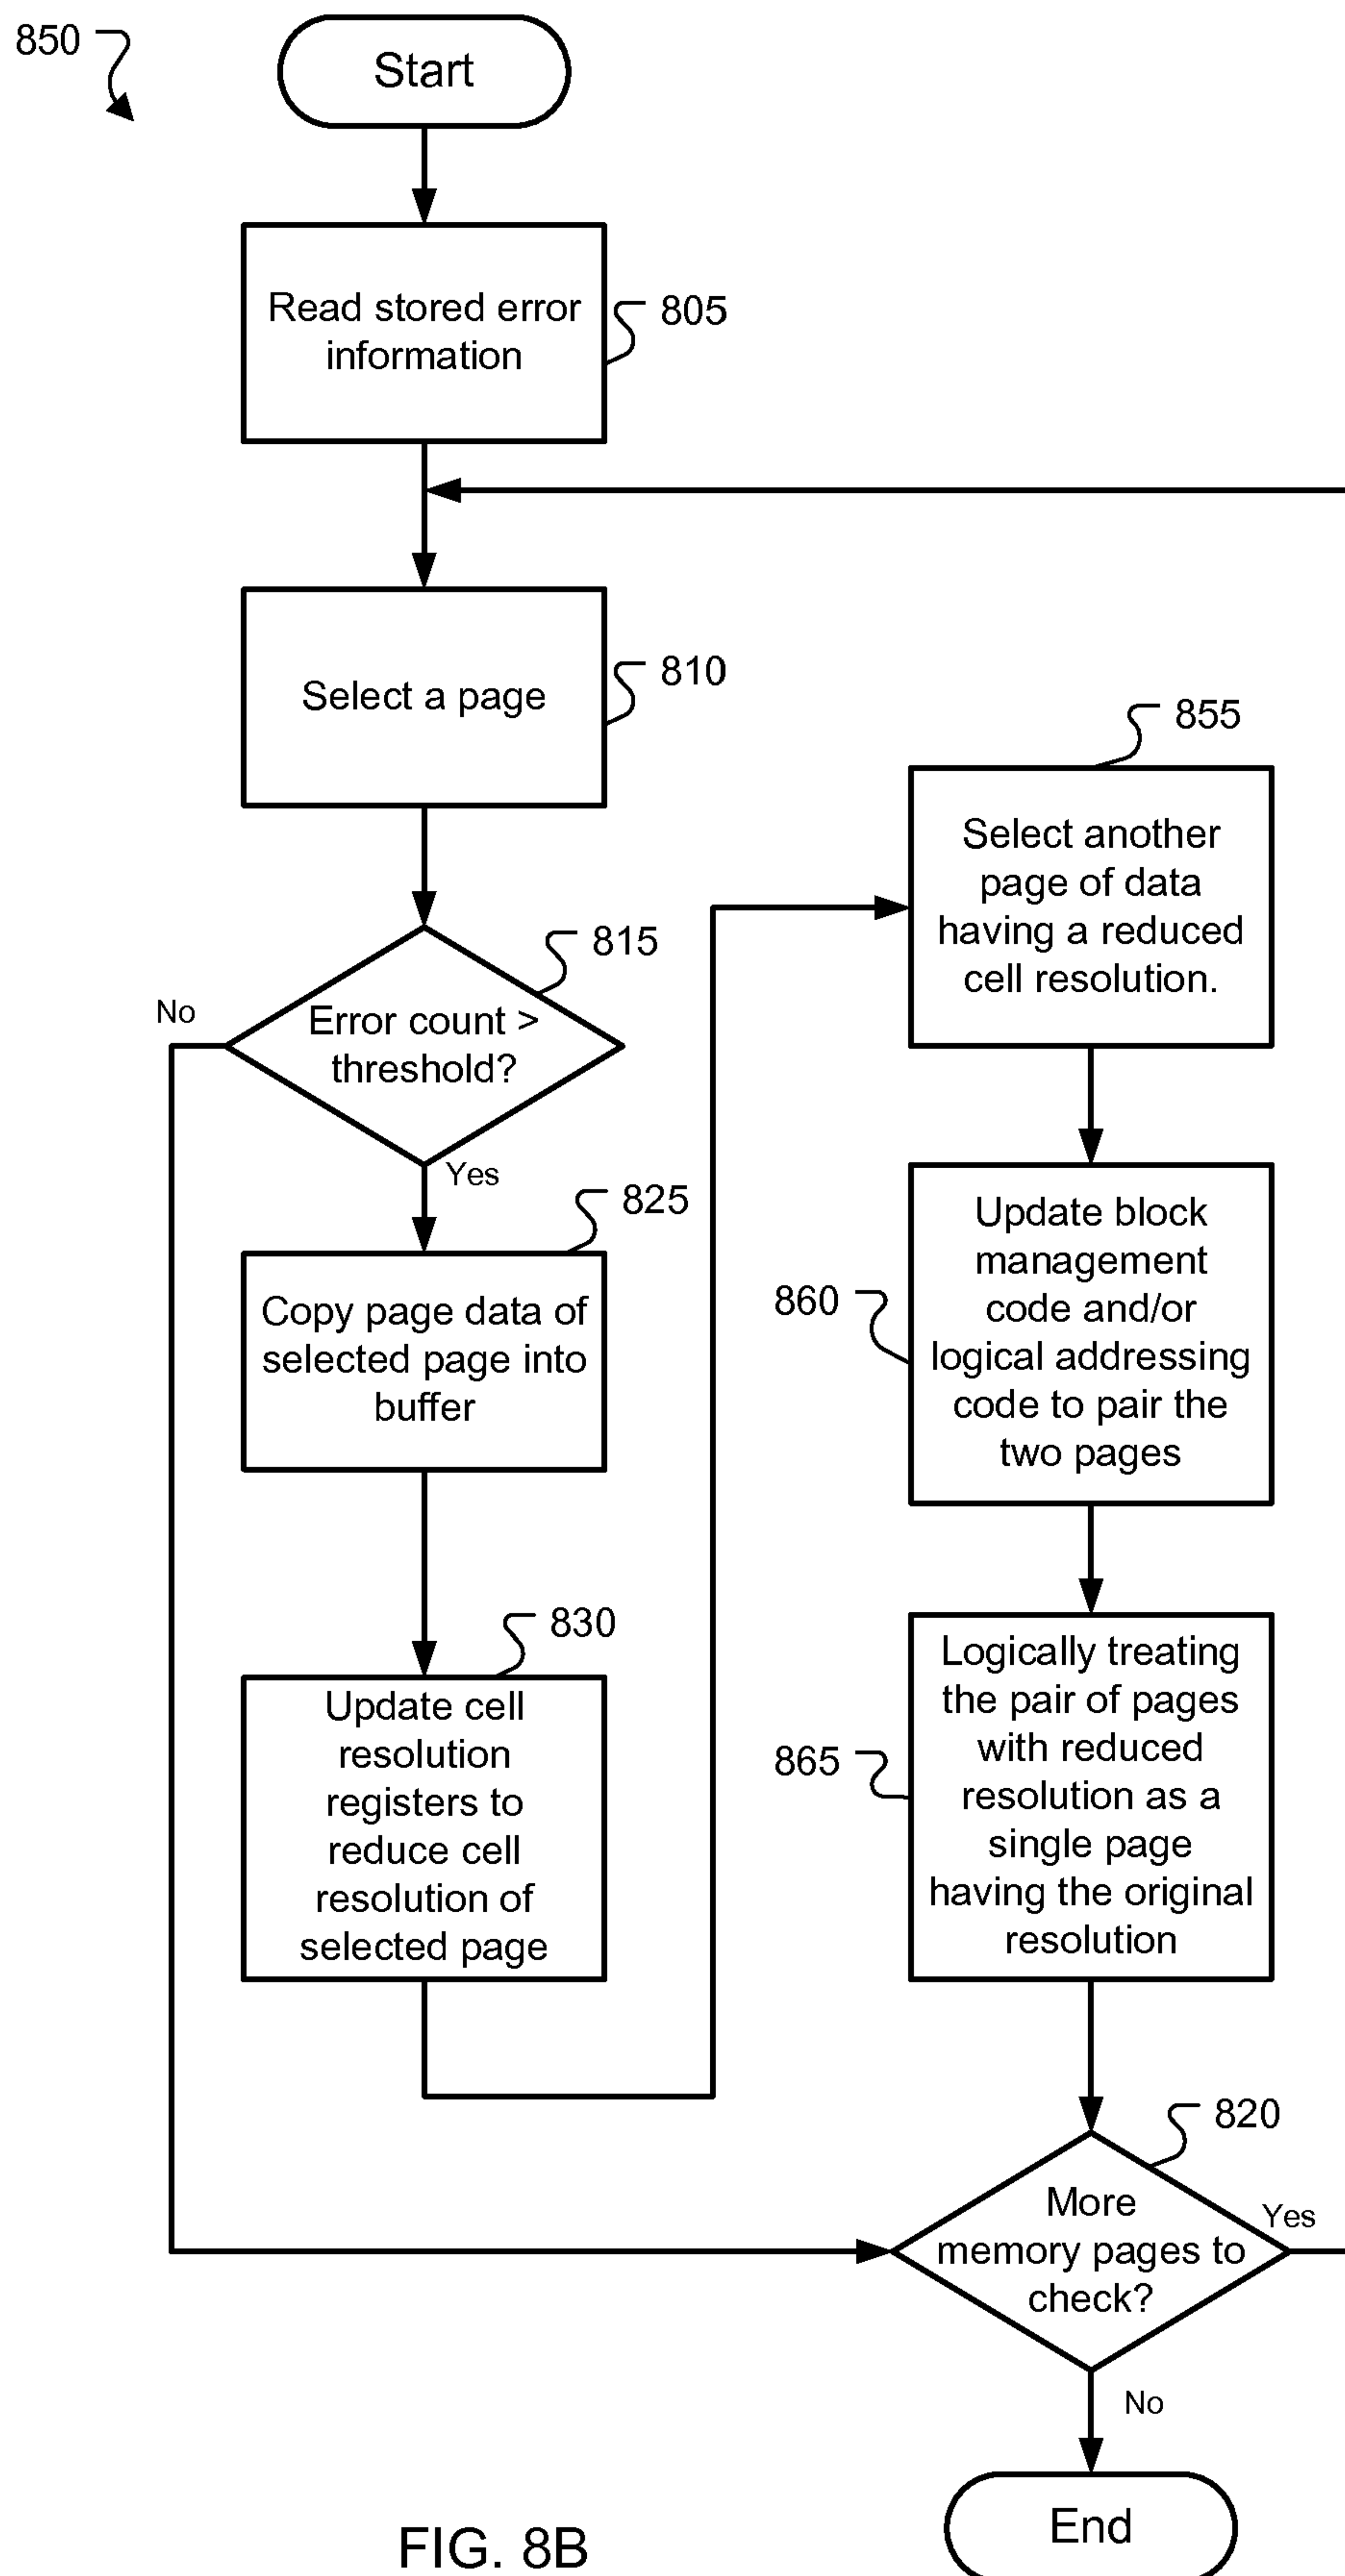 850
Start
Read stored error
information
805
Select a page
810
Error count >
threshold?
815
No
Yes
Copy page data of
selected page into
buffer
825
Update cell
resolution
registers to
reduce cell
resolution of
selected page
830
Select another
page of data
having a reduced
cell resolution.
855
Update block
management
code and/or
logical addressing
code to pair the
two pages
860
Logically treating
the pair of pages
with reduced
resolution as a
single page
having the original
resolution
865
More
memory pages to
check?
820
Yes
No
End
FIG. 8B